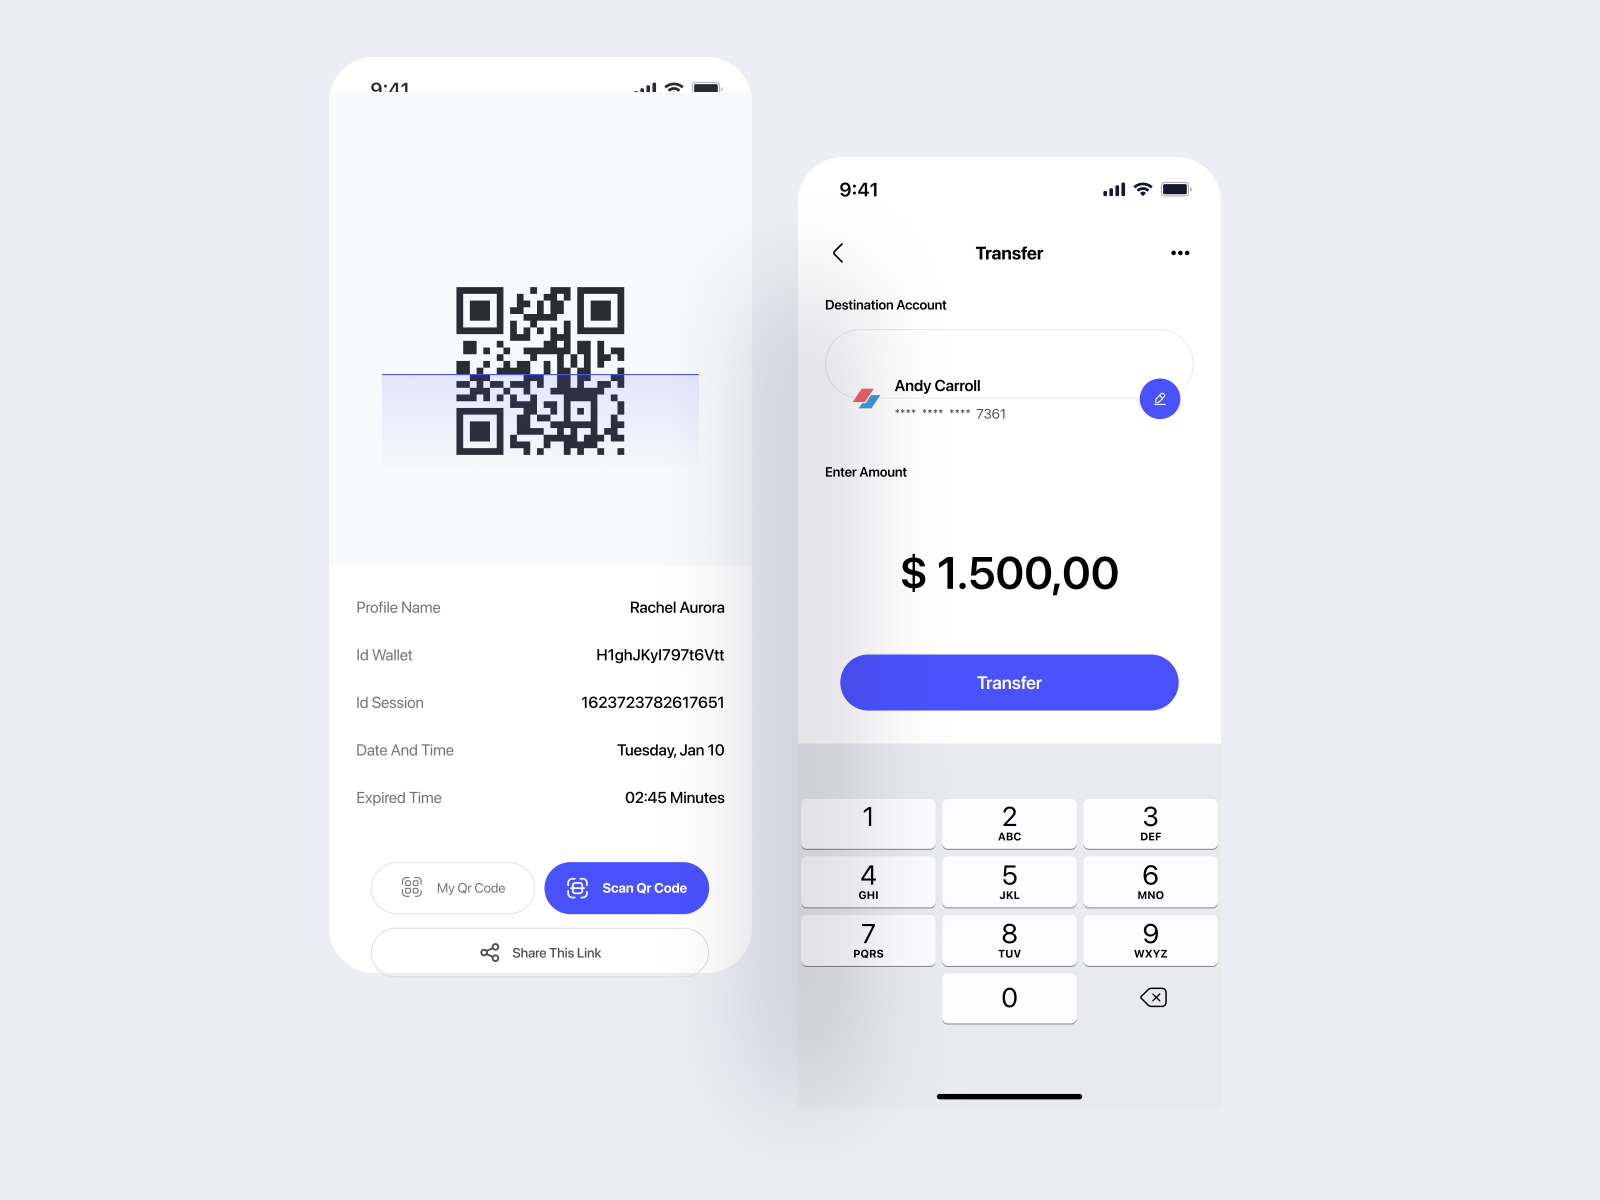 9:41
Profile Name Rachel Aurora
Id Wallet H1ghJKyI797t6Vtt
Id Session 1623723782617651
Date And Time Tuesday, Jan 10
Expired Time 02:45 Minutes
My Qr Code Scan Qr Code
Share This Link
9:41
Transfer
Destination Account
Andy Carroll
**** **** **** 7361
Enter Amount
$ 1.500,00
Transfer
1 2 3
ABC DEF
4 5 6
GHI JKL MNO
7 8 9
PQRS TUV WXYZ
0